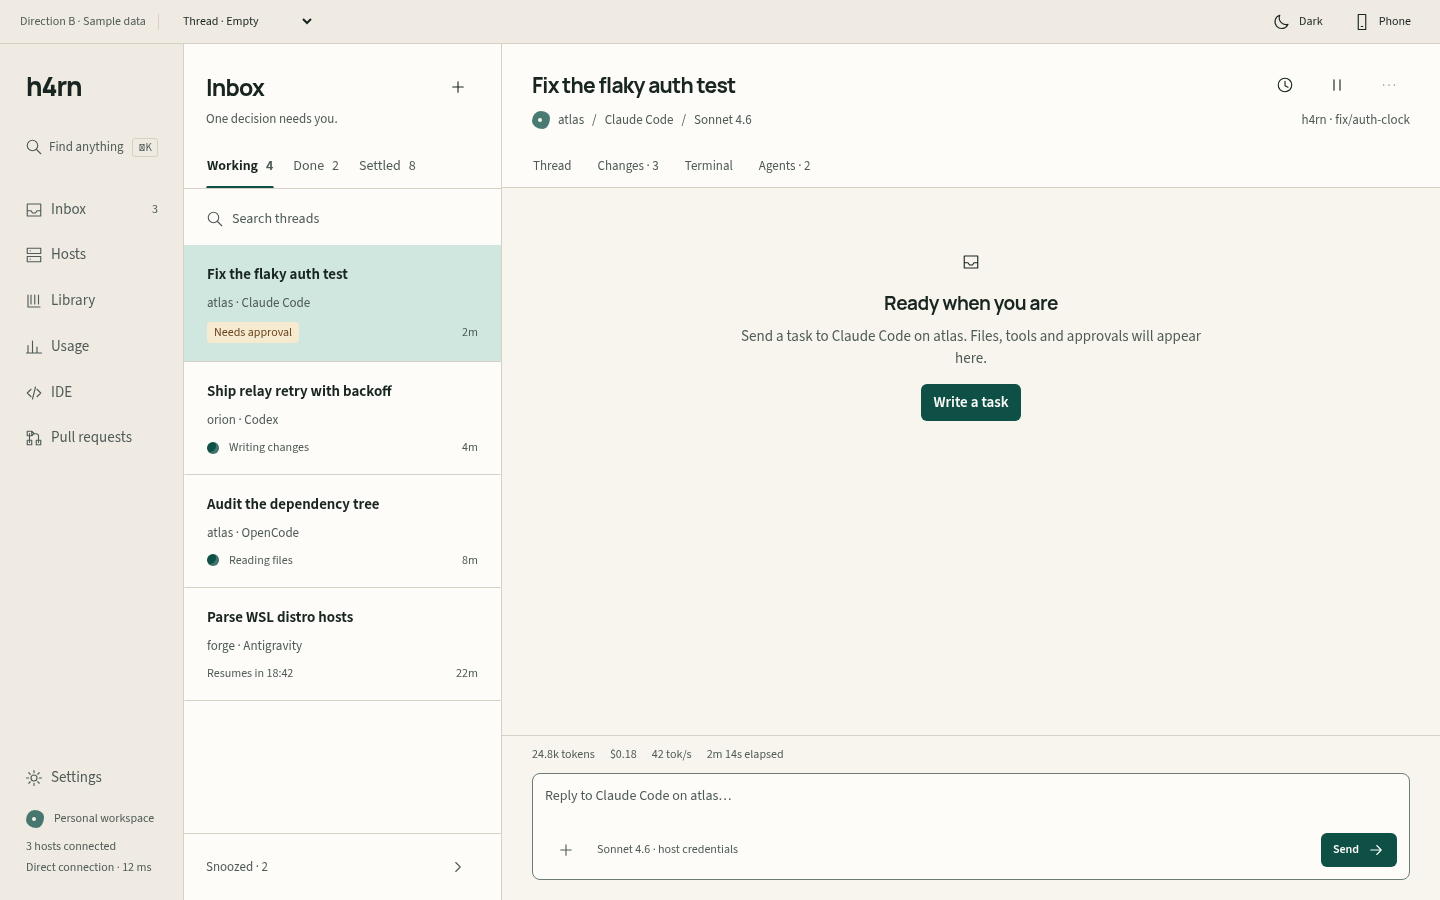 Direction B · Sample data
Thread · Empty
Dark
Phone
h4rn
Find anything
K
Inbox 3
Hosts
Library
Usage
IDE
Pull requests
Settings
Personal workspace
3 hosts connected
Direct connection · 12 ms
Inbox
One decision needs you.
Working 4 Done 2 Settled 8
Search threads
Fix the flaky auth test
atlas · Claude Code
Needs approval 2m
Ship relay retry with backoff
orion · Codex
Writing changes 4m
Audit the dependency tree
atlas · OpenCode
Reading files 8m
Parse WSL distro hosts
forge · Antigravity
Resumes in 18:42 22m
Snoozed · 2
Fix the flaky auth test
atlas / Claude Code / Sonnet 4.6
h4rn · fix/auth-clock
Thread Changes · 3 Terminal Agents · 2
Ready when you are
Send a task to Claude Code on atlas. Files, tools and approvals will appear
here.
Write a task
24.8k tokens $0.18 42 tok/s 2m 14s elapsed
Reply to Claude Code on atlas…
Sonnet 4.6 · host credentials
Send